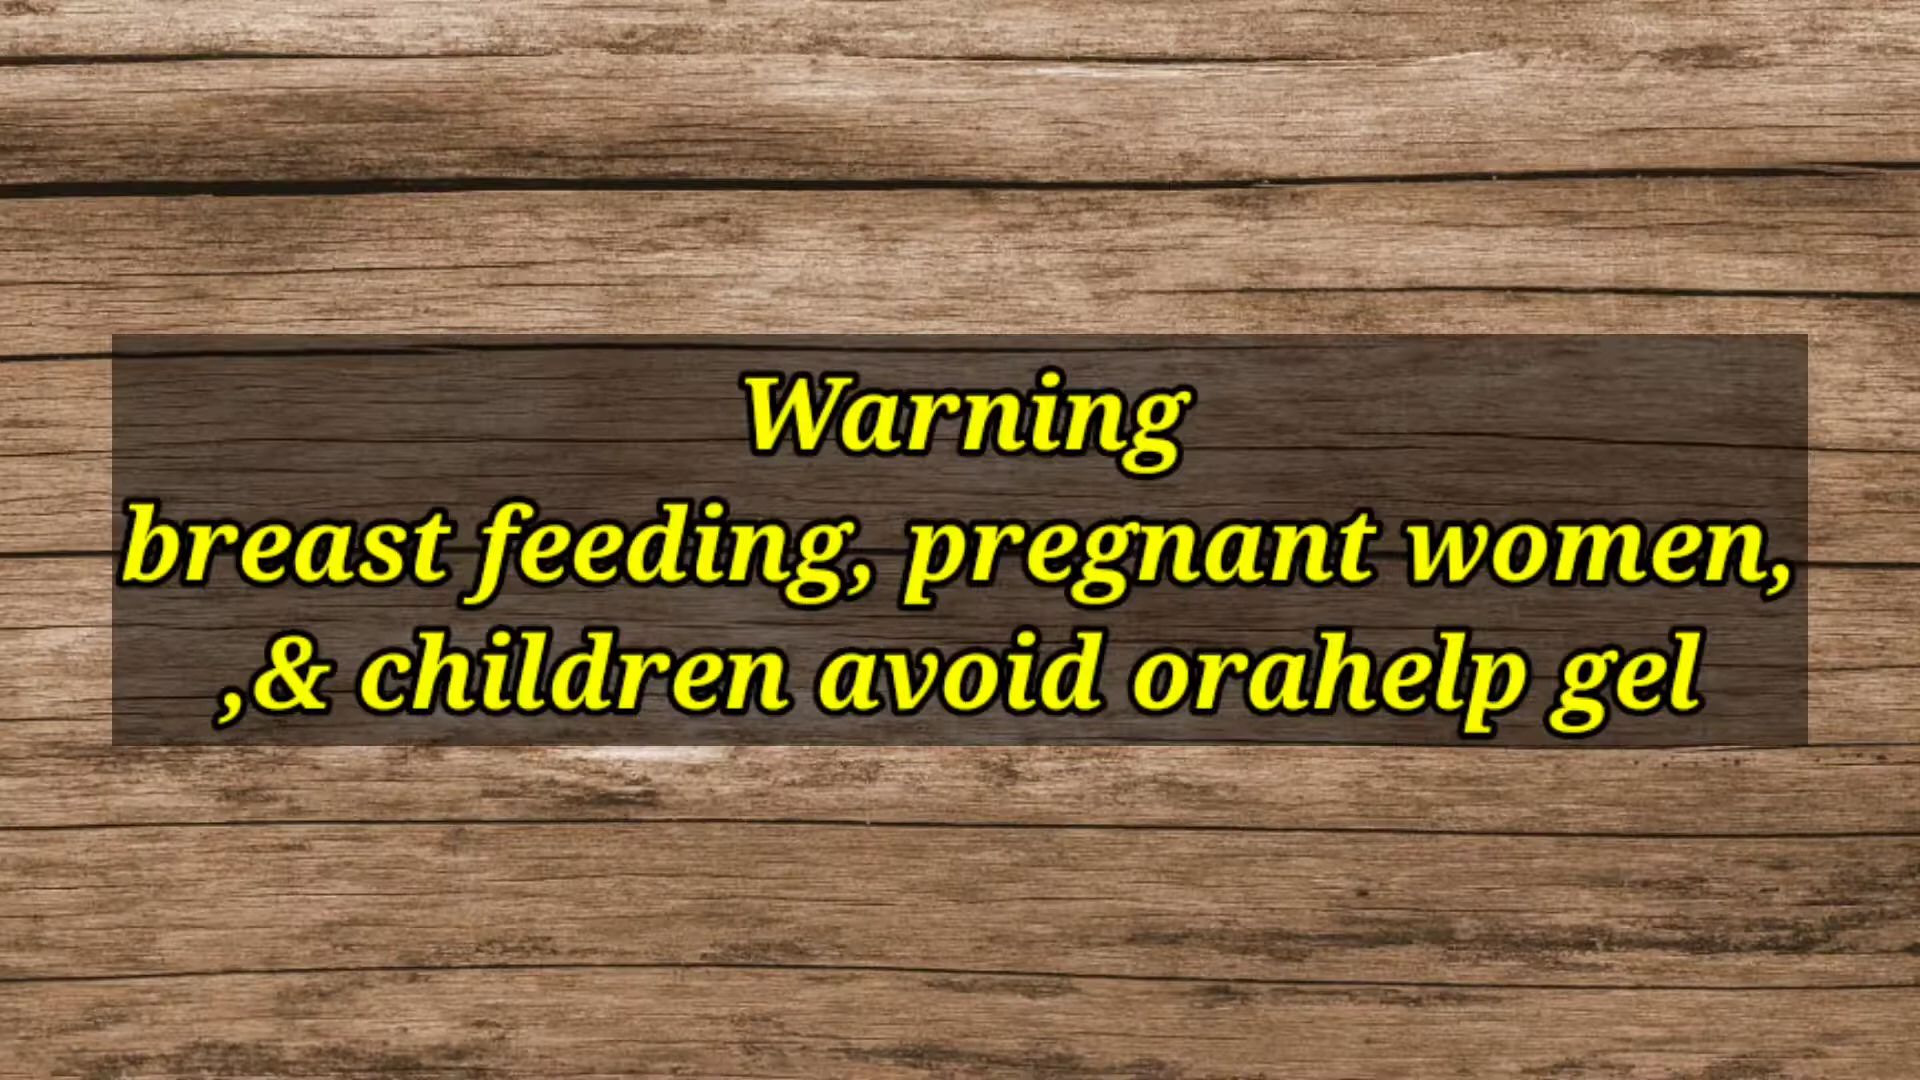 Warning
breast feeding, pregnant women,
,& children avoid orahelp gel